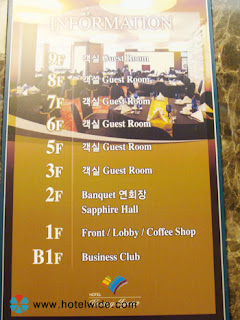 INFORMATION
9F 객실 Guest Room
8F 객실 Guest Room
7F 객실 Guest Room
6F 객실 Guest Room
5F 객실 Guest Room
3F 객실 Guest Room
2F Banquet 연회장
Sapphire Hall
1F Front / Lobby / Coffee Shop
B1F Business Club
HOTEL
www.hotelwide.com